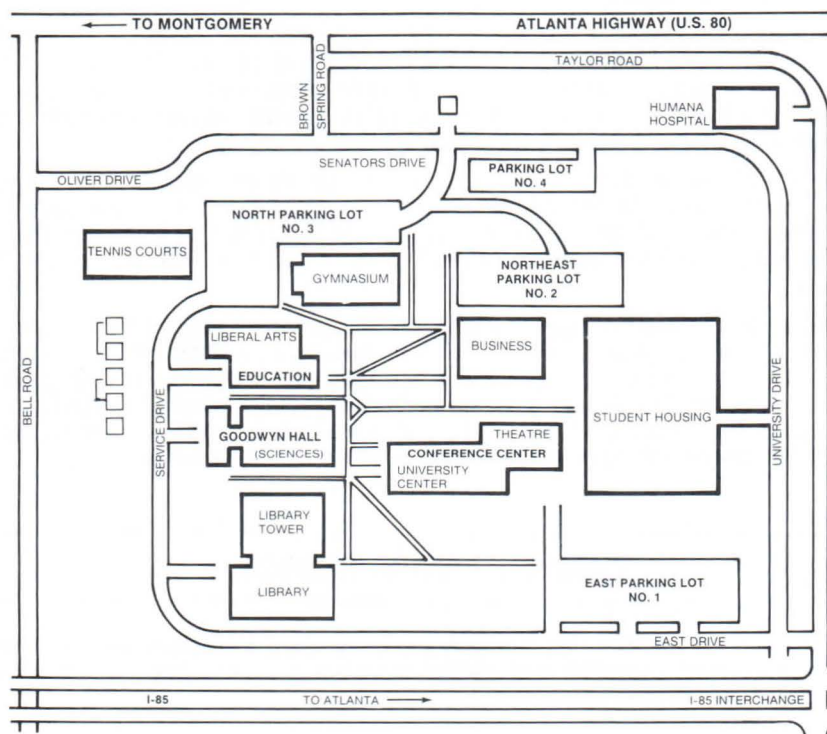 ← TO MONTGOMERY
ATLANTA HIGHWAY (U.S. 80)
TAYLOR ROAD
BROWN
SPRING ROAD
HUMANA
HOSPITAL
SENATORS DRIVE
OLIVER DRIVE
PARKING LOT
NO. 4
NORTH PARKING LOT
NO. 3
TENNIS COURTS
GYMNASIUM
NORTHEAST
PARKING LOT
NO. 2
LIBERAL ARTS
EDUCATION
BUSINESS
BELL ROAD
SERVICE DRIVE
STUDENT HOUSING
UNIVERSITY DRIVE
GOODWYN HALL
(SCIENCES)
THEATRE
CONFERENCE CENTER
UNIVERSITY
CENTER
LIBRARY
TOWER
LIBRARY
EAST PARKING LOT
NO. 1
EAST DRIVE
I-85
TO ATLANTA →
I-85 INTERCHANGE